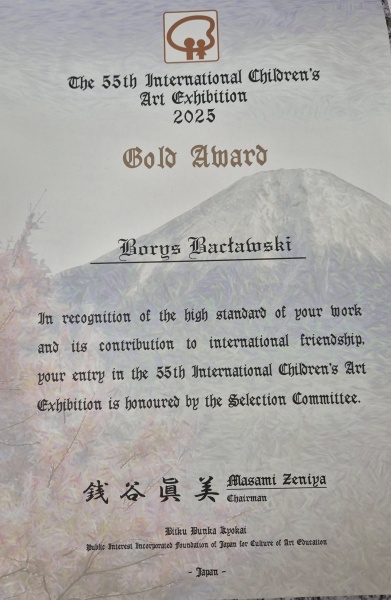 The 55th International Children's
Art Exhibition
2025
Gold Award
Borys Bacławski
In recognition of the high standard of your work
and its contribution to international friendship,
your entry in the 55th International Children's Art
Exhibition is honoured by the Selection Committee.
銭谷眞美 Masami Zeniya
Chairman
Biiku Bunka Kyokai
Public Interest Incorporated Foundation of Japan for Culture of Art Education
- Japan -